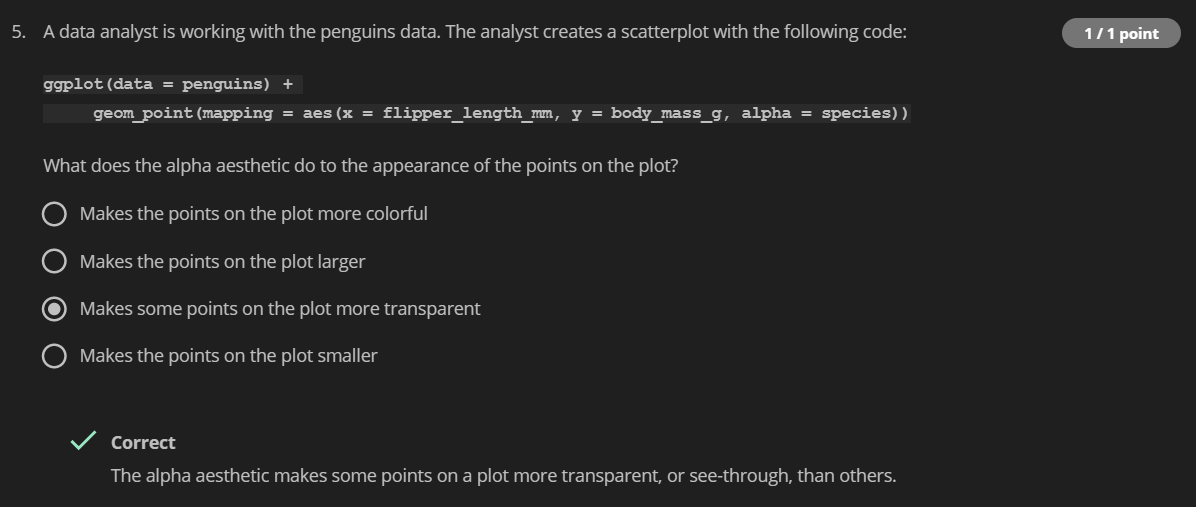 5. A data analyst is working with the penguins data. The analyst creates a scatterplot with the following code:
1 / 1 point
ggplot(data = penguins) +
geom_point(mapping = aes(x = flipper_length_mm, y = body_mass_g, alpha = species))
What does the alpha aesthetic do to the appearance of the points on the plot?
Makes the points on the plot more colorful
Makes the points on the plot larger
Makes some points on the plot more transparent
Makes the points on the plot smaller
Correct
The alpha aesthetic makes some points on a plot more transparent, or see-through, than others.